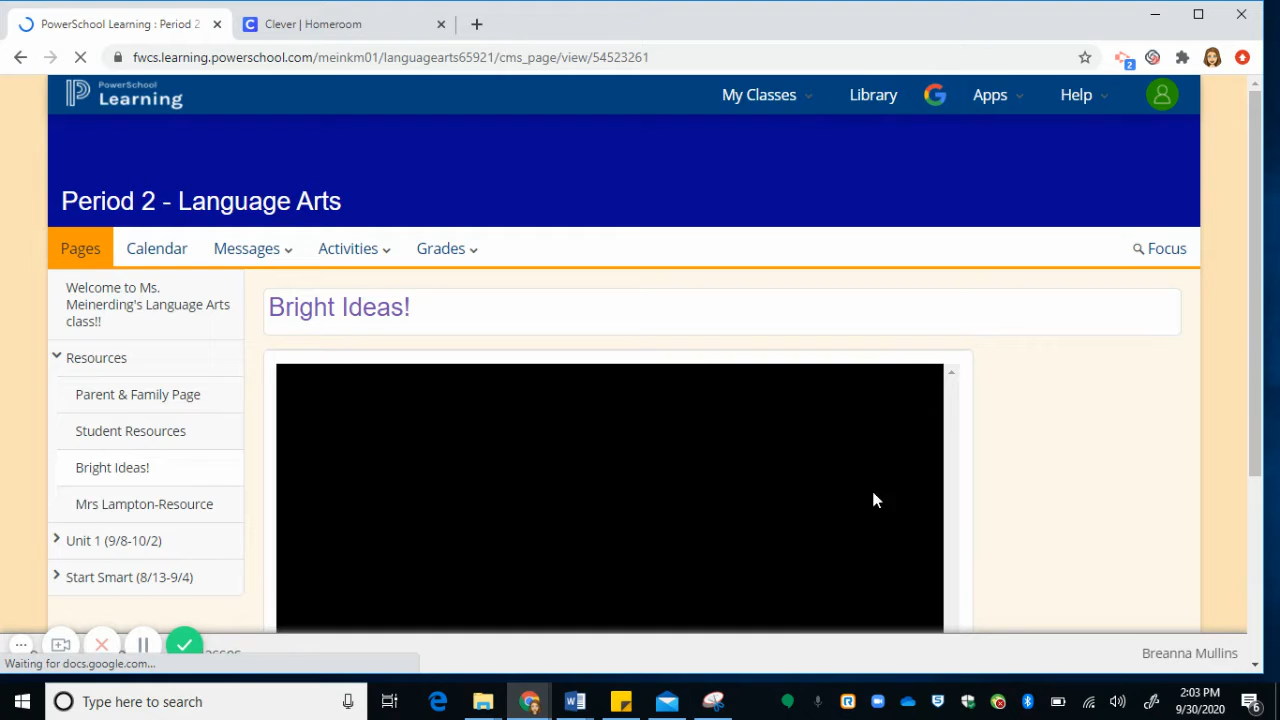 PowerSchool Learning : Period 2
Clever | Homeroom
fwcs.learning.powerschool.com/meinkm01/languagearts65921/cms_page/view/54523261
2
PowerSchool
Learning
My Classes
Library
Apps
Help
Period 2 - Language Arts
Pages
Calendar
Messages
Activities
Grades
Focus
Welcome to Ms.
Meinerding's Language Arts
class!!
Bright Ideas!
Resources
Parent & Family Page
Student Resources
Bright Ideas!
Mrs Lampton-Resource
Unit 1 (9/8-10/2)
Start Smart (8/13-9/4)
Breanna Mullins
Waiting for docs.google.com...
Type here to search
2:03 PM
9/30/2020
6